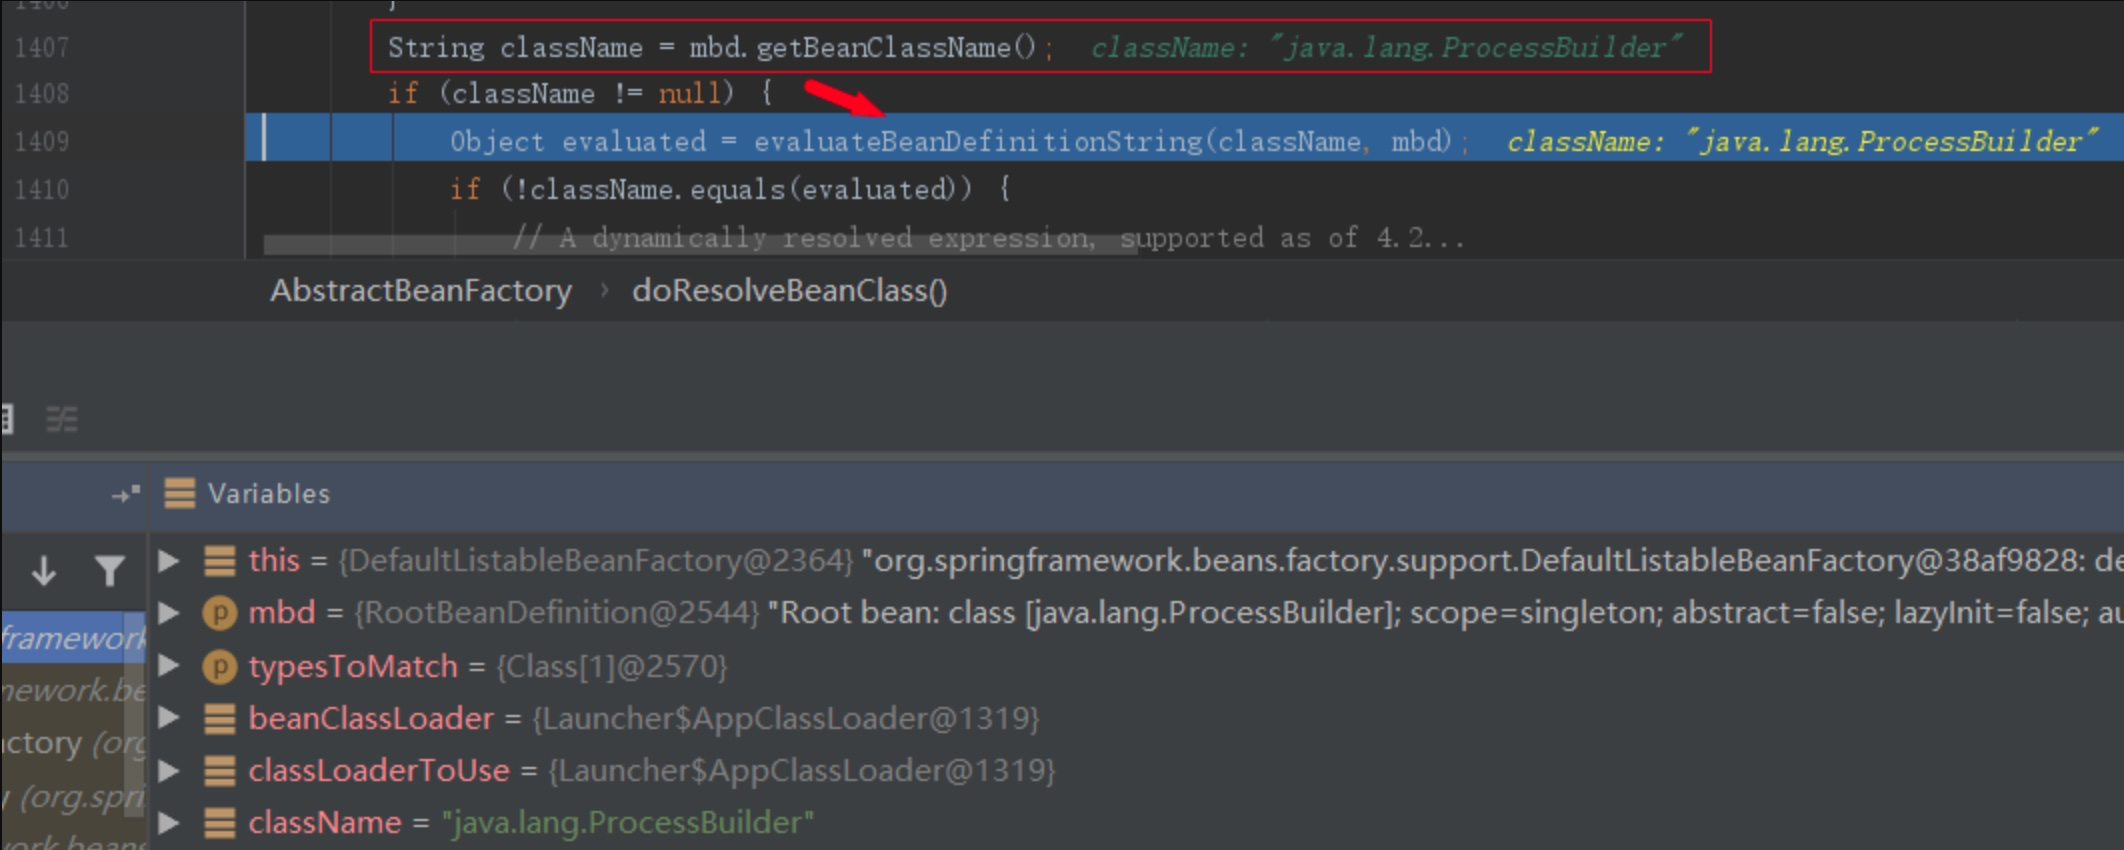 1406 }
1407 String className = mbd.getBeanClassName(); className: "java.lang.ProcessBuilder"
1408 if (className != null) {
1409 Object evaluated = evaluateBeanDefinitionString(className, mbd); className: "java.lang.ProcessBuilder"
1410 if (!className.equals(evaluated)) {
1411 // A dynamically resolved expression, supported as of 4.2...
AbstractBeanFactory › doResolveBeanClass()
Variables
this = {DefaultListableBeanFactory@2364} "org.springframework.beans.factory.support.DefaultListableBeanFactory@38af9828: de
mbd = {RootBeanDefinition@2544} "Root bean: class [java.lang.ProcessBuilder]; scope=singleton; abstract=false; lazyInit=false; au
framework
p typesToMatch = {Class[1]@2570}
mework.be
beanClassLoader = {Launcher$AppClassLoader@1319}
actory (org
classLoaderToUse = {Launcher$AppClassLoader@1319}
(org.spri
className = "java.lang.ProcessBuilder"
work.beans